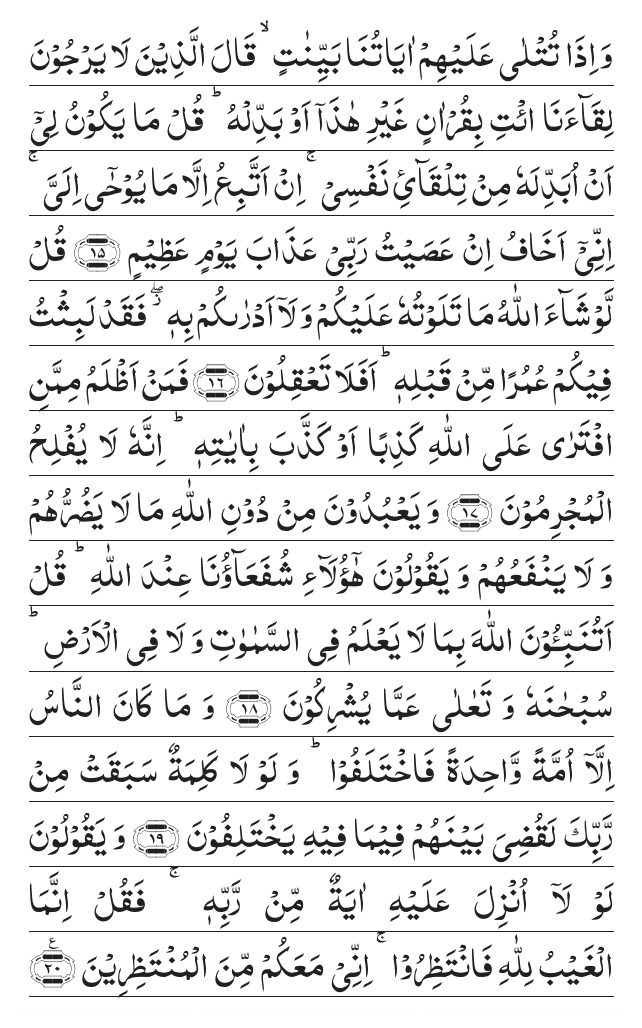 وَاِذَا تُتْلٰى عَلَيْهِمْ اٰيَاتُنَا بَيِّنٰتٍ ۙ قَالَ الَّذِيْنَ لَا يَرْجُوْنَ
لِقَآءَنَا ائْتِ بِقُرْاٰنٍ غَيْرِ هٰذَاۤ اَوْ بَدِّلْهُ ؕ قُلْ مَا يَكُوْنُ لِيْۤ
اَنْ اُبَدِّلَهٗ مِنْ تِلْقَآئِ نَفْسِيْ ۚ اِنْ اَتَّبِعُ اِلَّا مَا يُوْحٰۤى اِلَيَّ ۚ
اِنِّيْۤ اَخَافُ اِنْ عَصَيْتُ رَبِّيْ عَذَابَ يَوْمٍ عَظِيْمٍ ۝۱۵ قُلْ
لَّوْ شَآءَ اللّٰهُ مَا تَلَوْتُهٗ عَلَيْكُمْ وَلَاۤ اَدْرٰىكُمْ بِهٖ ۖ٘ فَقَدْ لَبِثْتُ
فِيْكُمْ عُمُرًا مِّنْ قَبْلِهٖ ؕ اَفَلَا تَعْقِلُوْنَ ۝۱۶ فَمَنْ اَظْلَمُ مِمَّنِ
افْتَرٰى عَلَى اللّٰهِ كَذِبًا اَوْ كَذَّبَ بِاٰيٰتِهٖ ؕ اِنَّهٗ لَا يُفْلِحُ
الْمُجْرِمُوْنَ ۝۱۷ وَ يَعْبُدُوْنَ مِنْ دُوْنِ اللّٰهِ مَا لَا يَضُرُّهُمْ
وَ لَا يَنْفَعُهُمْ وَ يَقُوْلُوْنَ هٰۤؤُلَآءِ شُفَعَآؤُنَا عِنْدَ اللّٰهِ ؕ قُلْ
اَتُنَبِّـُٔوْنَ اللّٰهَ بِمَا لَا يَعْلَمُ فِي السَّمٰوٰتِ وَ لَا فِي الْاَرْضِ ؕ
سُبْحٰنَهٗ وَ تَعٰلٰى عَمَّا يُشْرِكُوْنَ ۝۱۸ وَ مَا كَانَ النَّاسُ
اِلَّاۤ اُمَّةً وَّاحِدَةً فَاخْتَلَفُوْا ؕ وَ لَوْ لَا كَلِمَةٌ سَبَقَتْ مِنْ
رَّبِّكَ لَقُضِيَ بَيْنَهُمْ فِيْمَا فِيْهِ يَخْتَلِفُوْنَ ۝۱۹ وَ يَقُوْلُوْنَ
لَوْ لَاۤ اُنْزِلَ عَلَيْهِ اٰيَةٌ مِّنْ رَّبِّهٖ ۚ فَقُلْ اِنَّمَا
الْغَيْبُ لِلّٰهِ فَانْتَظِرُوْا ۚ اِنِّيْ مَعَكُمْ مِّنَ الْمُنْتَظِرِيْنَ ۝۲۰ ع